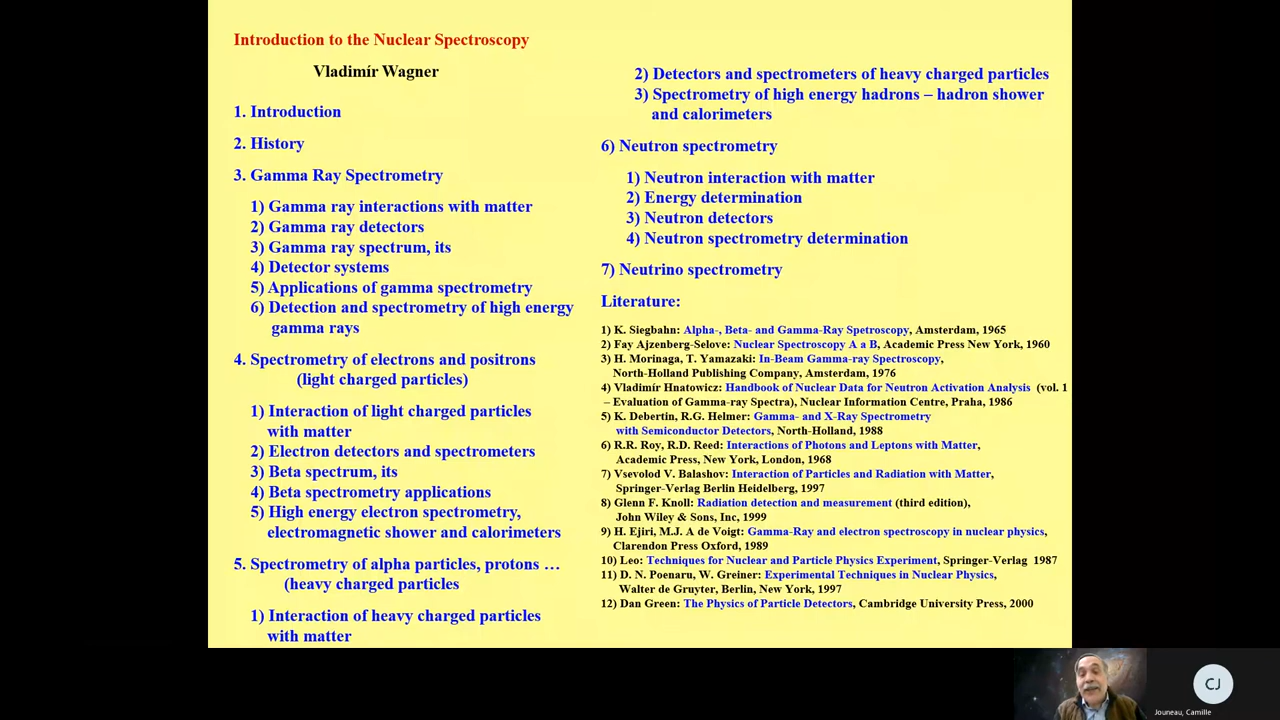 Introduction to the Nuclear Spectroscopy
Vladimír Wagner
1. Introduction
2. History
3. Gamma Ray Spectrometry
1) Gamma ray interactions with matter
2) Gamma ray detectors
3) Gamma ray spectrum, its
4) Detector systems
5) Applications of gamma spectrometry
6) Detection and spectrometry of high energy
gamma rays
4. Spectrometry of electrons and positrons
(light charged particles)
1) Interaction of light charged particles
with matter
2) Electron detectors and spectrometers
3) Beta spectrum, its
4) Beta spectrometry applications
5) High energy electron spectrometry,
electromagnetic shower and calorimeters
5. Spectrometry of alpha particles, protons …
(heavy charged particles
1) Interaction of heavy charged particles
with matter
2) Detectors and spectrometers of heavy charged particles
3) Spectrometry of high energy hadrons – hadron shower
and calorimeters
6) Neutron spectrometry
1) Neutron interaction with matter
2) Energy determination
3) Neutron detectors
4) Neutron spectrometry determination
7) Neutrino spectrometry
Literature:
1) K. Siegbahn: Alpha-, Beta- and Gamma-Ray Spetroscopy, Amsterdam, 1965
2) Fay Ajzenberg-Selove: Nuclear Spectroscopy A a B, Academic Press New York, 1960
3) H. Morinaga, T. Yamazaki: In-Beam Gamma-ray Spectroscopy,
North-Holland Publishing Company, Amsterdam, 1976
4) Vladimír Hnatowicz: Handbook of Nuclear Data for Neutron Activation Analysis (vol. 1
– Evaluation of Gamma-ray Spectra), Nuclear Information Centre, Praha, 1986
5) K. Debertin, R.G. Helmer: Gamma- and X-Ray Spectrometry
with Semiconductor Detectors, North-Holland, 1988
6) R.R. Roy, R.D. Reed: Interactions of Photons and Leptons with Matter,
Academic Press, New York, London, 1968
7) Vsevolod V. Balashov: Interaction of Particles and Radiation with Matter,
Springer-Verlag Berlin Heidelberg, 1997
8) Glenn F. Knoll: Radiation detection and measurement (third edition),
John Wiley & Sons, Inc, 1999
9) H. Ejiri, M.J. A de Voigt: Gamma-Ray and electron spectroscopy in nuclear physics,
Clarendon Press Oxford, 1989
10) Leo: Techniques for Nuclear and Particle Physics Experiment, Springer-Verlag 1987
11) D. N. Poenaru, W. Greiner: Experimental Techniques in Nuclear Physics,
Walter de Gruyter, Berlin, New York, 1997
12) Dan Green: The Physics of Particle Detectors, Cambridge University Press, 2000
CJ
Jouneau, Camille